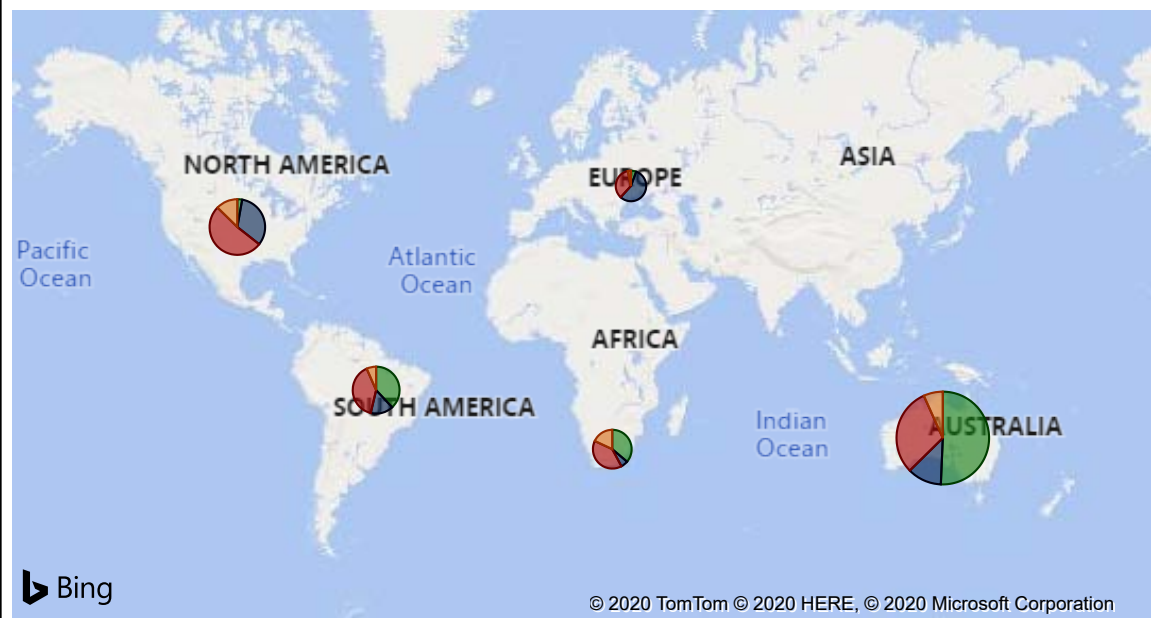 NORTH AMERICA
EUROPE
ASIA
Pacific
Ocean
Atlantic
Ocean
AFRICA
SOUTH AMERICA
Indian
Ocean
AUSTRALIA
Bing
© 2020 TomTom © 2020 HERE, © 2020 Microsoft Corporation